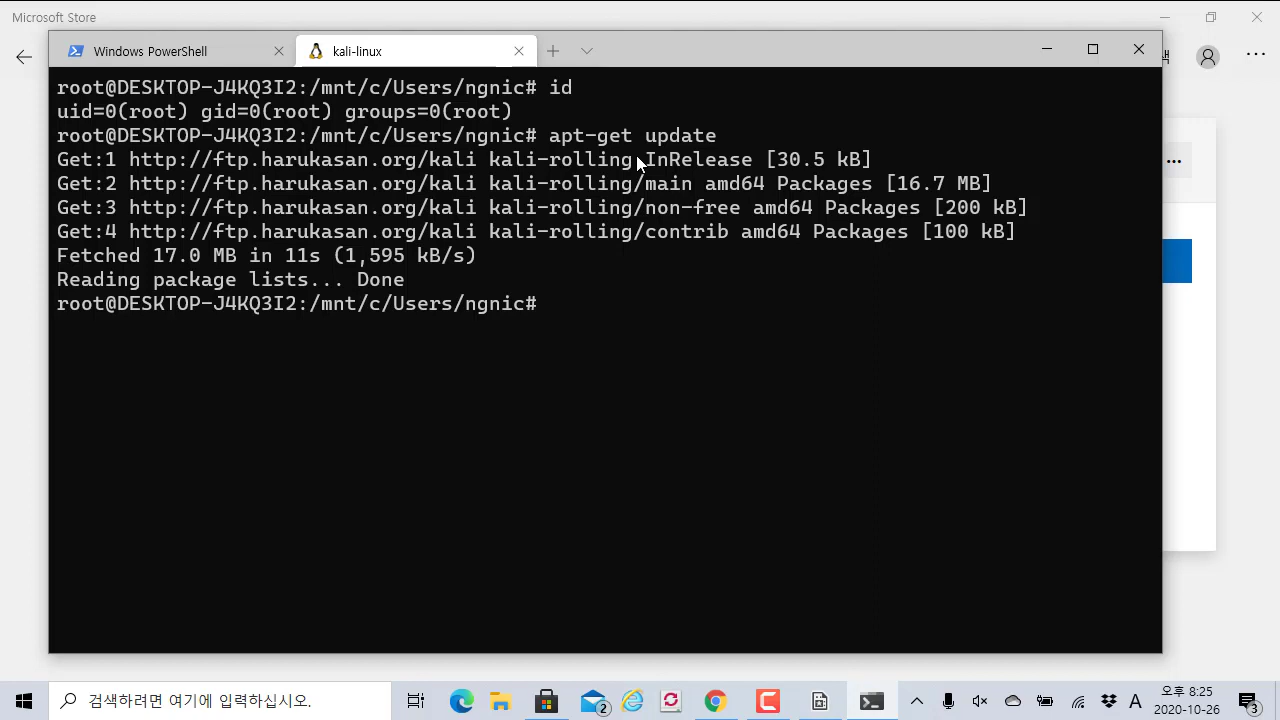 Microsoft Store
Windows PowerShell
kali-linux
root@DESKTOP-J4KQ3I2:/mnt/c/Users/ngnic# id
uid=0(root) gid=0(root) groups=0(root)
root@DESKTOP-J4KQ3I2:/mnt/c/Users/ngnic# apt-get update
Get:1 http://ftp.harukasan.org/kali kali-rolling InRelease [30.5 kB]
Get:2 http://ftp.harukasan.org/kali kali-rolling/main amd64 Packages [16.7 MB]
Get:3 http://ftp.harukasan.org/kali kali-rolling/non-free amd64 Packages [200 kB]
Get:4 http://ftp.harukasan.org/kali kali-rolling/contrib amd64 Packages [100 kB]
Fetched 17.0 MB in 11s (1,595 kB/s)
Reading package lists... Done
root@DESKTOP-J4KQ3I2:/mnt/c/Users/ngnic#
검색하려면 여기에 입력하십시오.
2
A
오후 8:25
2020-10-26
3